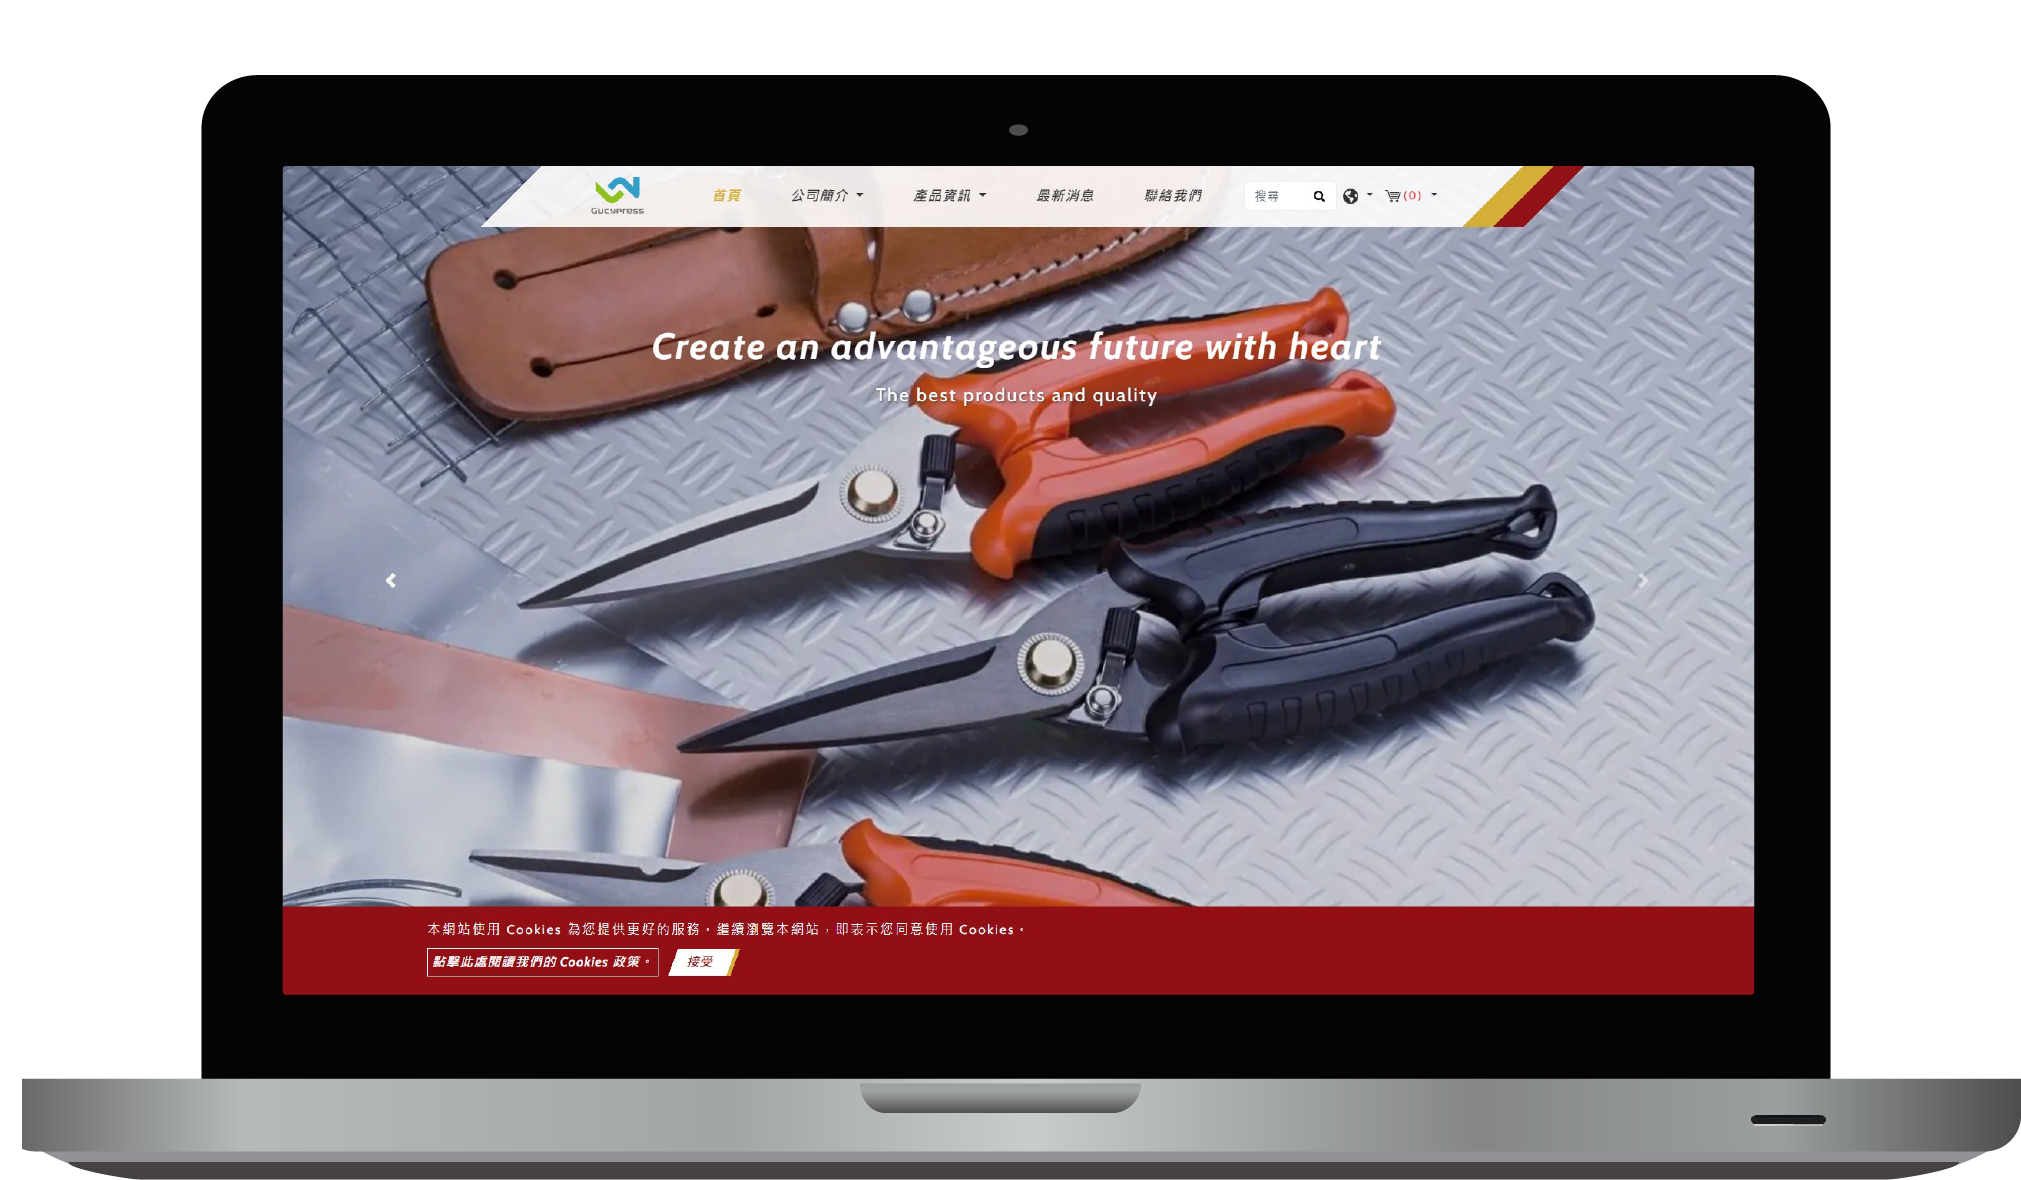 Gucypress
首頁 公司簡介 產品資訊 最新消息 聯絡我們 搜尋 (0)
Create an advantageous future with heart
The best products and quality
本網站使用 Cookies 為您提供更好的服務。繼續瀏覽本網站，即表示您同意使用 Cookies。
點擊此處閱讀我們的 Cookies 政策。 接受